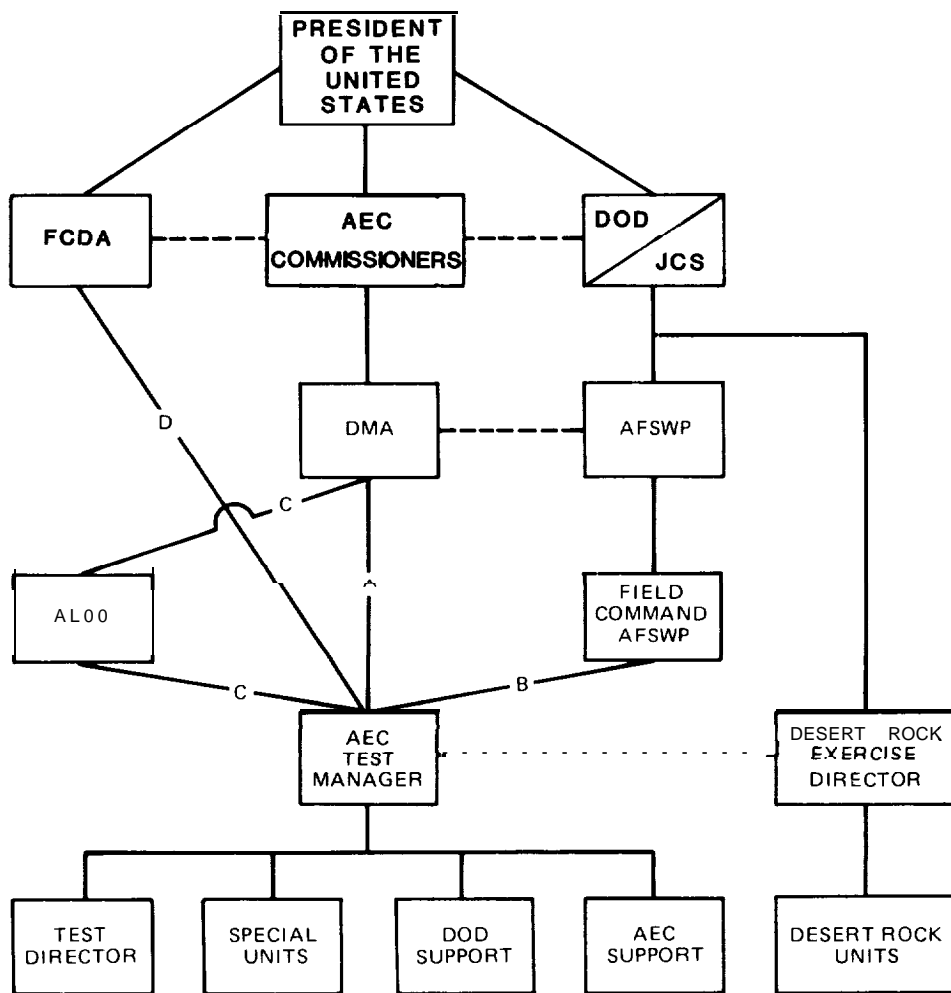 PRESIDENT
OF THE
UNITED
STATES
FCDA
AEC
COMMISSIONERS
DOD
JCS
DMA
AFSWP
D
C
AL00
FIELD
COMMAND
AFSWP
C
B
AEC
TEST
MANAGER
DESERT ROCK
EXERCISE
DIRECTOR
TEST
DIRECTOR
SPECIAL
UNITS
DOD
SUPPORT
AEC
SUPPORT
DESERT ROCK
UNITS